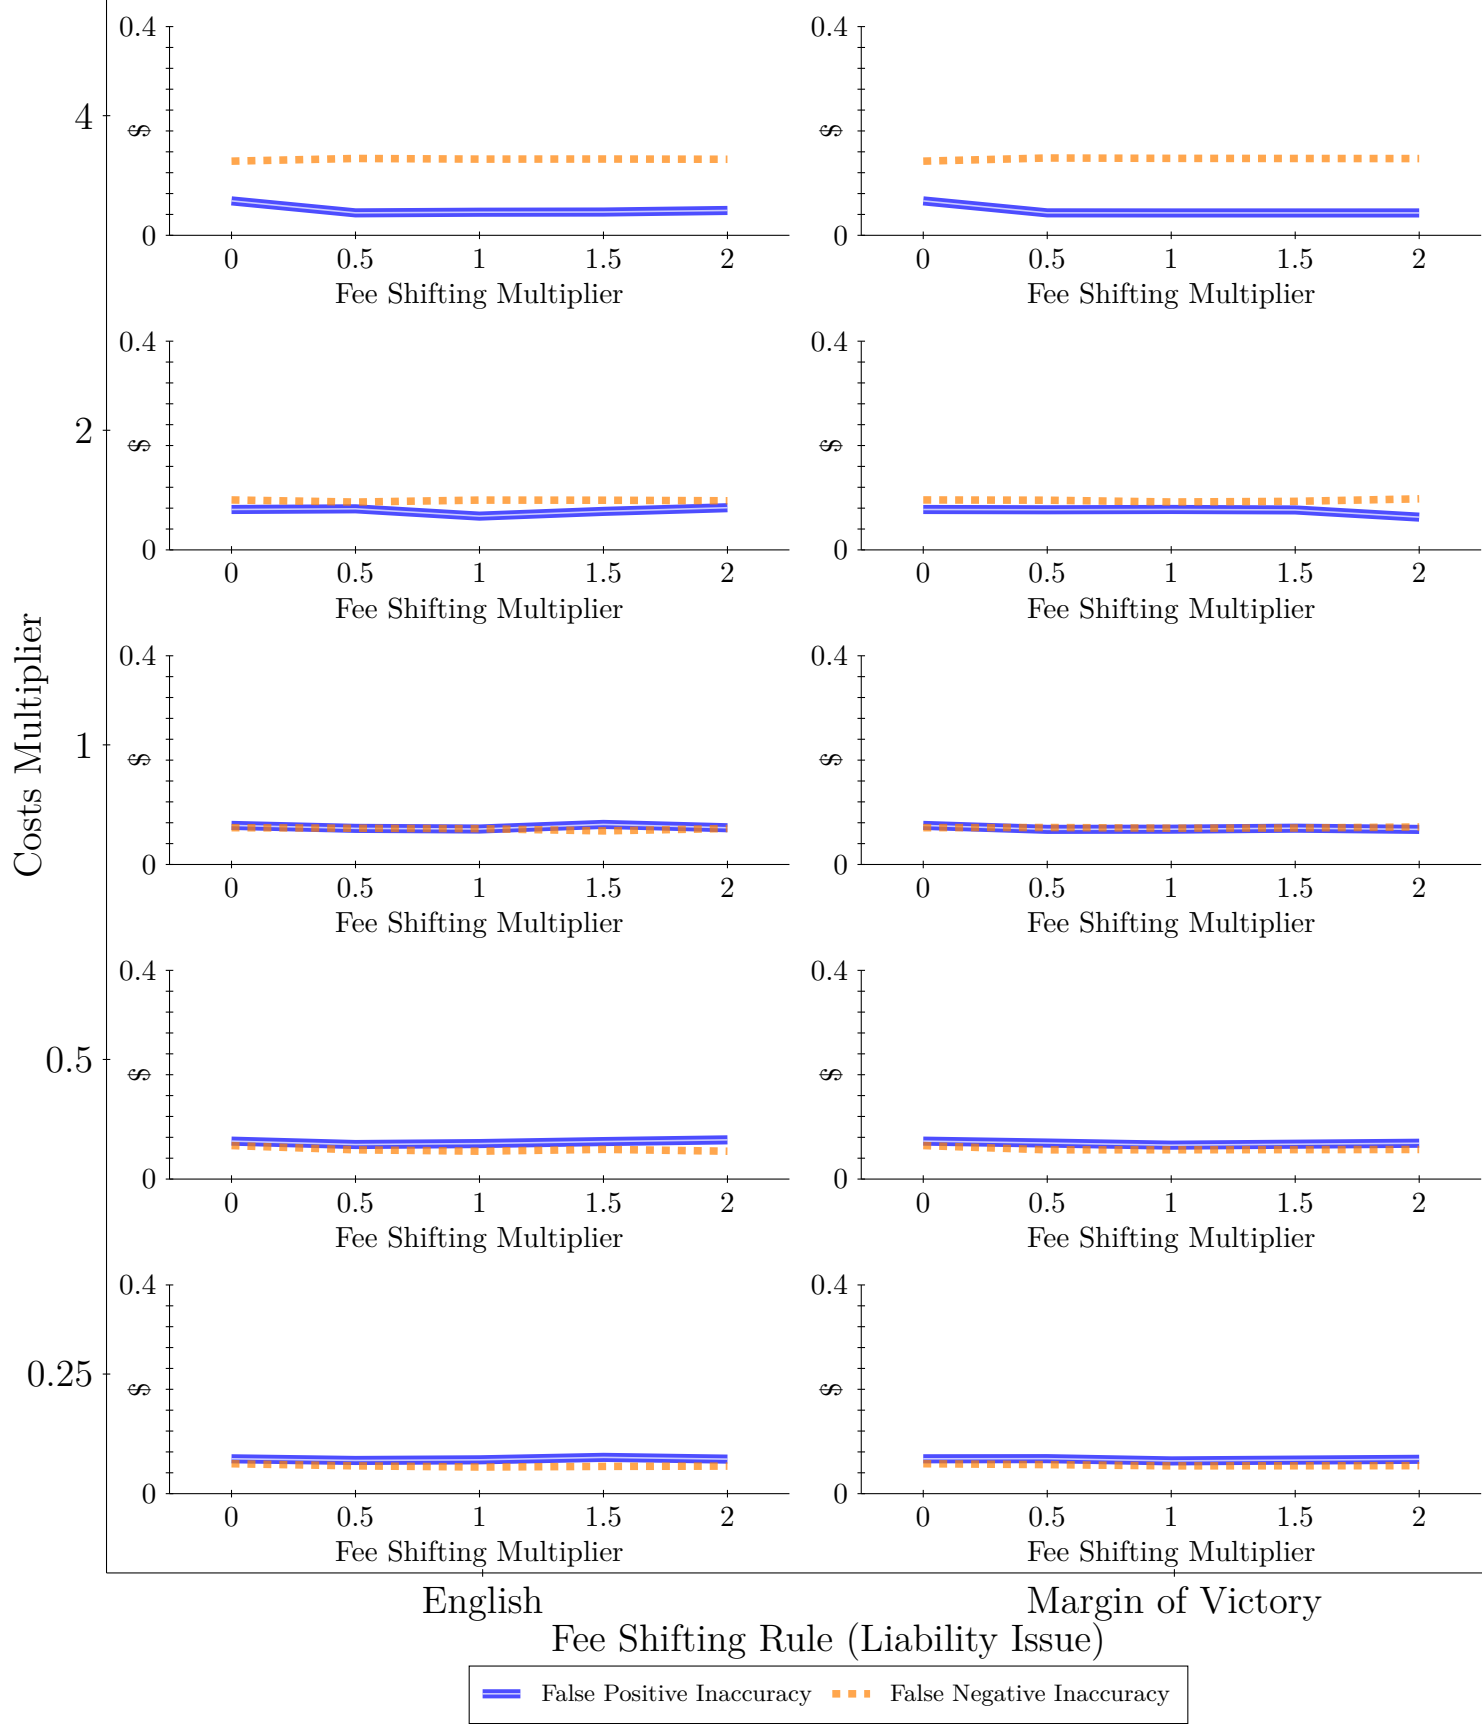 Costs Multiplier
4
0.4
$
0
0 0.5 1 1.5 2
Fee Shifting Multiplier
0.4
$
0
0 0.5 1 1.5 2
Fee Shifting Multiplier
2
0.4
$
0
0 0.5 1 1.5 2
Fee Shifting Multiplier
0.4
$
0
0 0.5 1 1.5 2
Fee Shifting Multiplier
1
0.4
$
0
0 0.5 1 1.5 2
Fee Shifting Multiplier
0.4
$
0
0 0.5 1 1.5 2
Fee Shifting Multiplier
0.5
0.4
$
0
0 0.5 1 1.5 2
Fee Shifting Multiplier
0.4
$
0
0 0.5 1 1.5 2
Fee Shifting Multiplier
0.25
0.4
$
0
0 0.5 1 1.5 2
Fee Shifting Multiplier
0.4
$
0
0 0.5 1 1.5 2
Fee Shifting Multiplier
English
Margin of Victory
Fee Shifting Rule (Liability Issue)
False Positive Inaccuracy
False Negative Inaccuracy